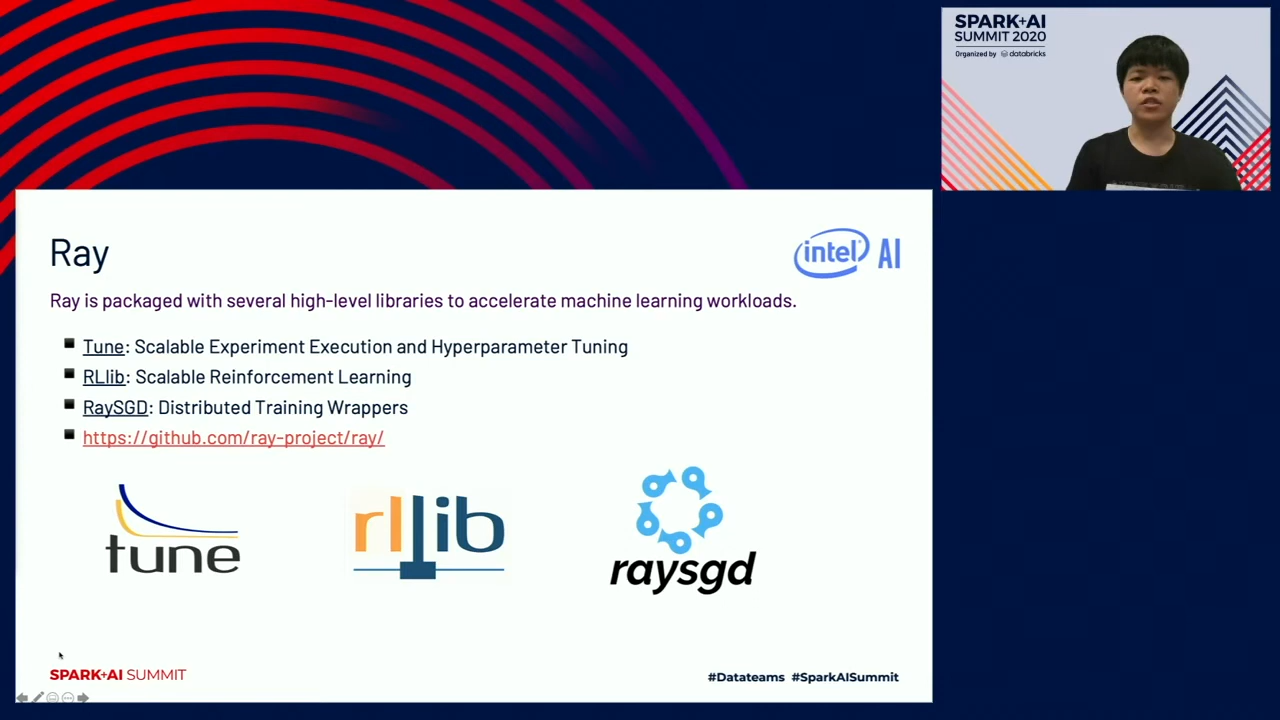 SPARK+AI
SUMMIT 2020
Organized by databricks
Ray
intel AI
Ray is packaged with several high-level libraries to accelerate machine learning workloads.
Tune: Scalable Experiment Execution and Hyperparameter Tuning
RLlib: Scalable Reinforcement Learning
RaySGD: Distributed Training Wrappers
https://github.com/ray-project/ray/
tune
rllib
raysgd
SPARK+AI SUMMIT
#Datateams #SparkAISummit